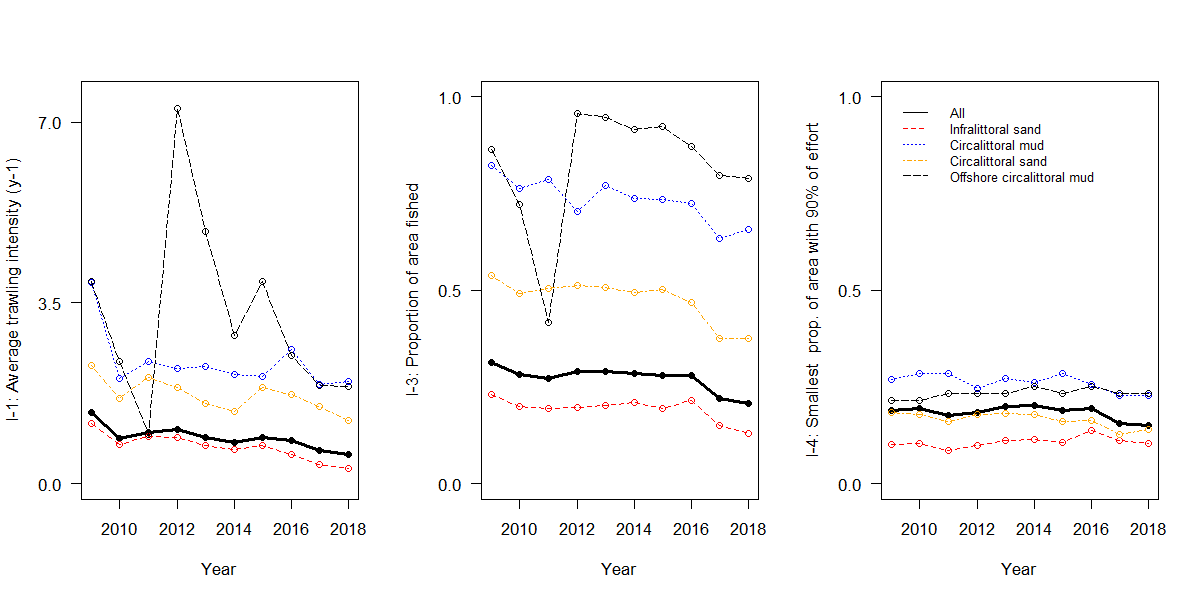 I-1: Average trawling intensity (y-1)
7.0
3.5
0.0
2010 2012 2014 2016 2018
Year
I-3: Proportion of area fished
1.0
0.5
0.0
2010 2012 2014 2016 2018
Year
I-4: Smallest prop. of area with 90% of effort
1.0
0.5
0.0
All
Infralittoral sand
Circalittoral mud
Circalittoral sand
Offshore circalittoral mud
2010 2012 2014 2016 2018
Year